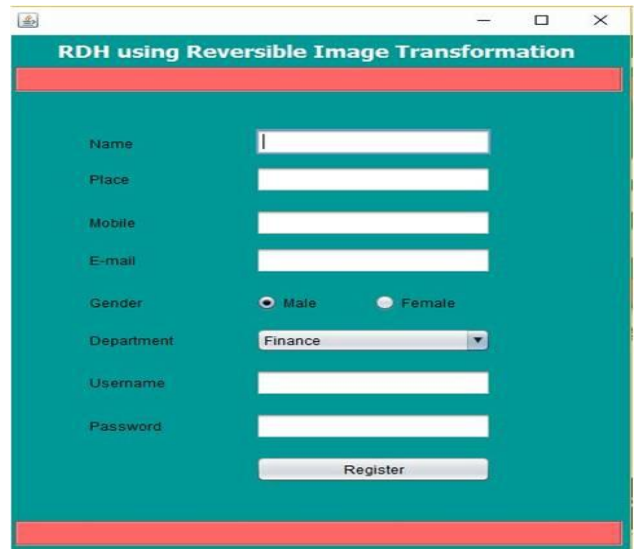 RDH using Reversible Image Transformation
Name
Place
Mobile
E-mail
Gender Male Female
Department Finance
Username
Password
Register